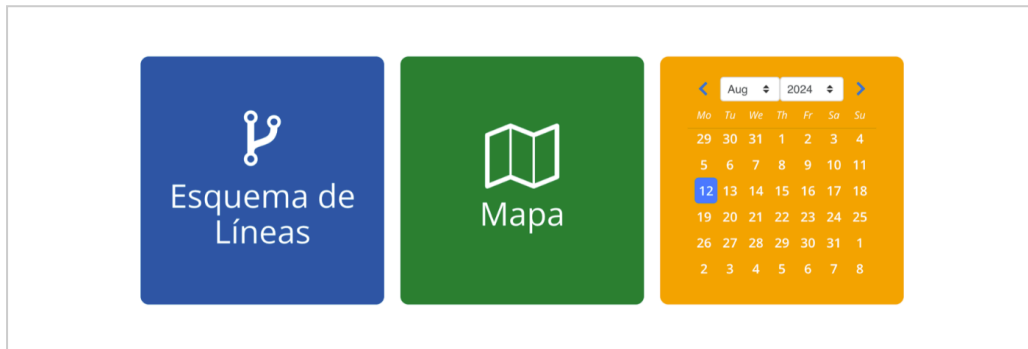 Esquema de
Líneas
Mapa
Aug 2024
Mo Tu We Th Fr Sa Su
29 30 31 1 2 3 4
5 6 7 8 9 10 11
12 13 14 15 16 17 18
19 20 21 22 23 24 25
26 27 28 29 30 31 1
2 3 4 5 6 7 8